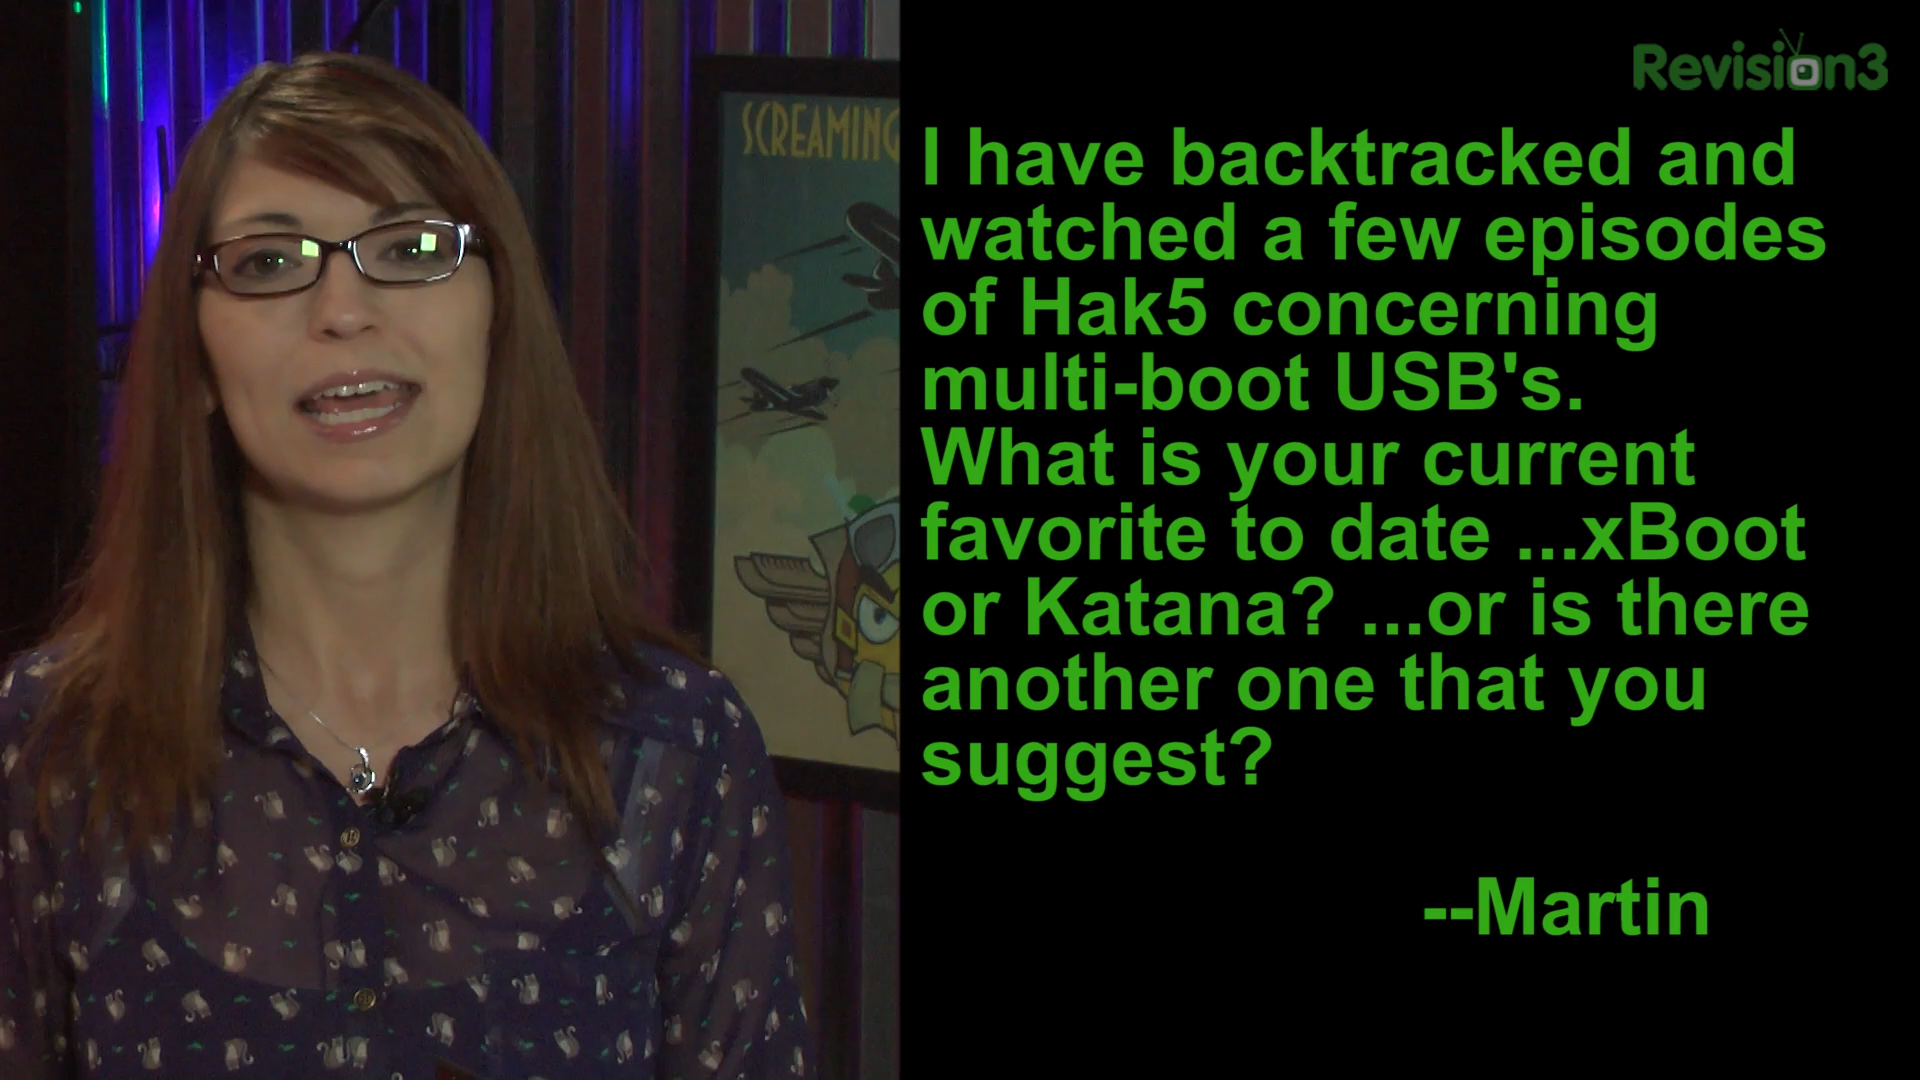 Revision3
SCREAMING
I have backtracked and
watched a few episodes
of Hak5 concerning
multi-boot USB's.
What is your current
favorite to date ...xBoot
or Katana? ...or is there
another one that you
suggest?
--Martin